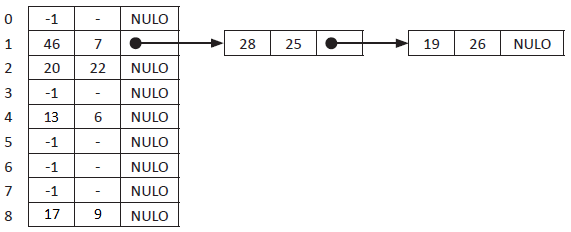 0 -1 - NULO
1 46 7 28 25 19 26 NULO
2 20 22 NULO
3 -1 - NULO
4 13 6 NULO
5 -1 - NULO
6 -1 - NULO
7 -1 - NULO
8 17 9 NULO